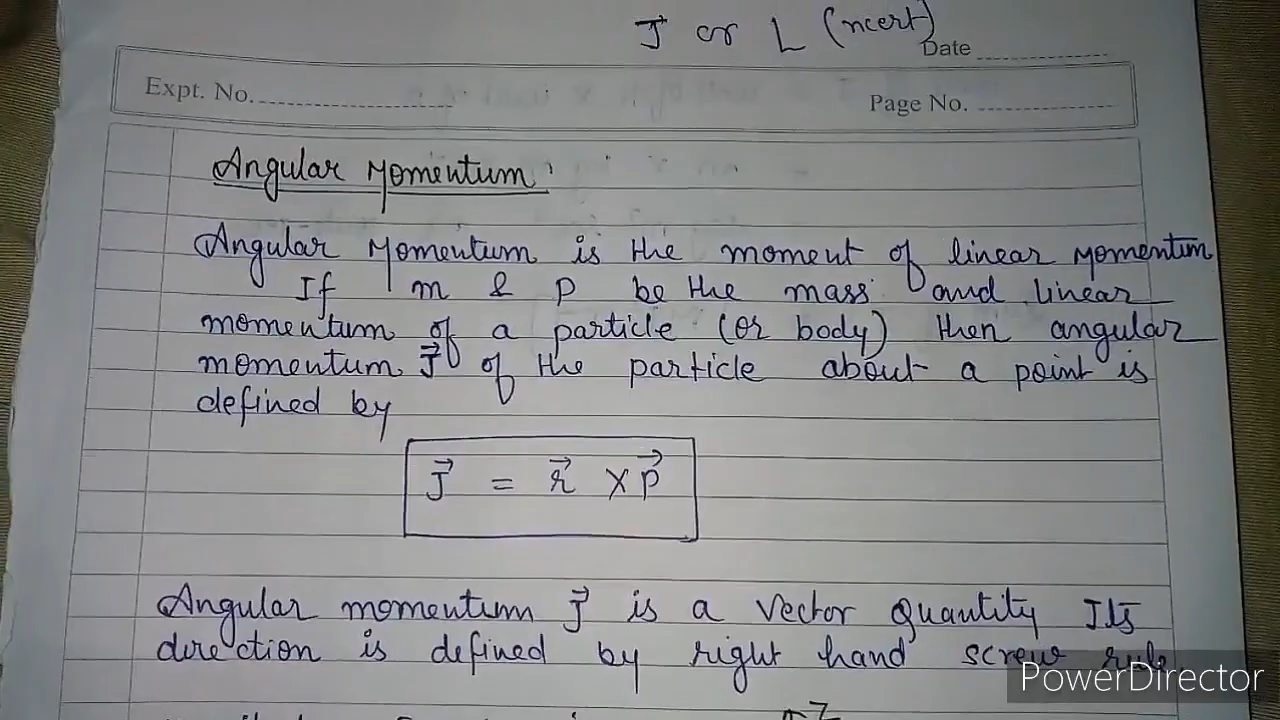 J or L (ncert)
Date
Expt. No.
Page No.
Angular Momentum
Angular Momentum is the moment of linear momentum
If m & p be the mass and linear
momentum of a particle (or body) then angular
momentum J⃗ of the particle about a point is
defined by
J⃗ = r⃗ × p⃗
Angular momentum J⃗ is a vector quantity Its
direction is defined by right hand screw rule.
PowerDirector
Z